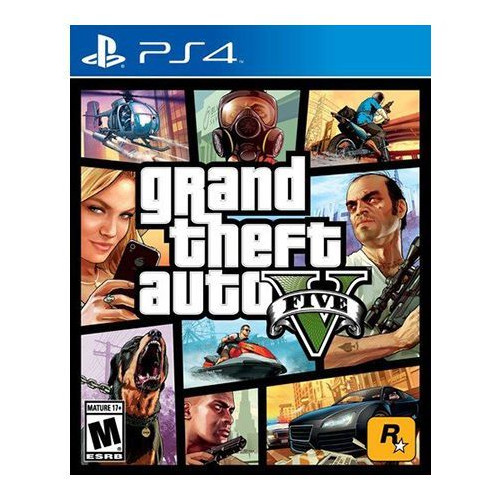 PS4
grand
theft
auto
V
FIVE
MATURE 17+
M
ESRB
R